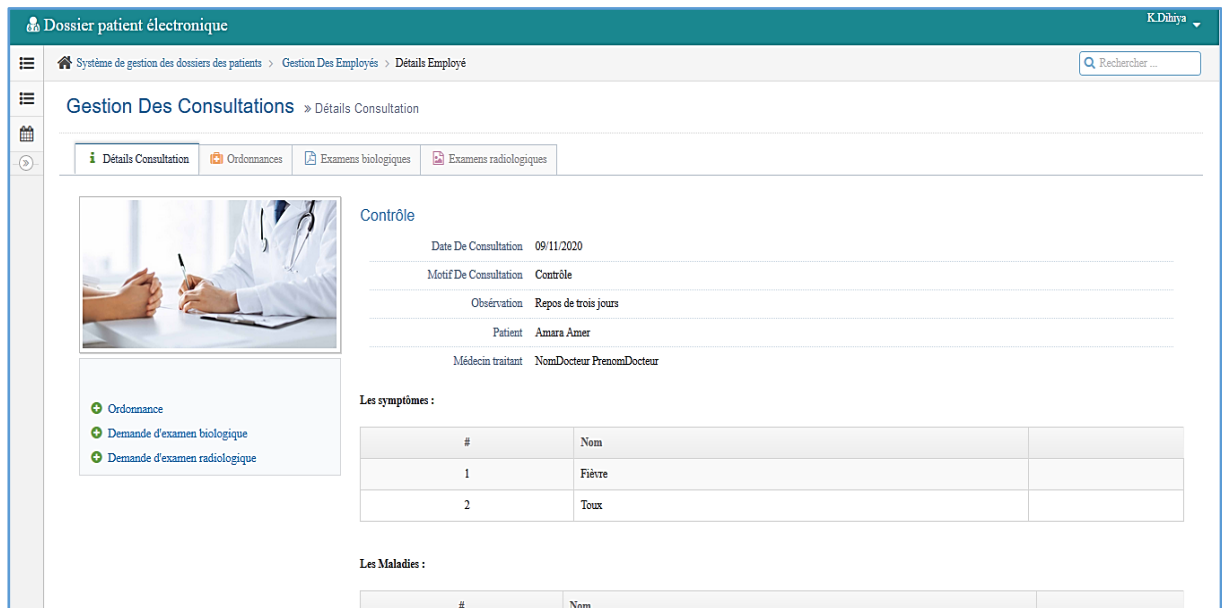 Dossier patient électronique
K.Dihiya
Système de gestion des dossiers des patients > Gestion Des Employés > Détails Employé
Rechercher ...
Gestion Des Consultations » Détails Consultation
Détails Consultation Ordonnances Examens biologiques Examens radiologiques
Contrôle
Date De Consultation 09/11/2020
Motif De Consultation Contrôle
Obsérvation Repos de trois jours
Patient Amara Amer
Médecin traitant NomDocteur PrenomDocteur
Ordonnance
Demande d'examen biologique
Demande d'examen radiologique
Les symptômes :
# Nom
1 Fièvre
2 Toux
Les Maladies :
# Nom